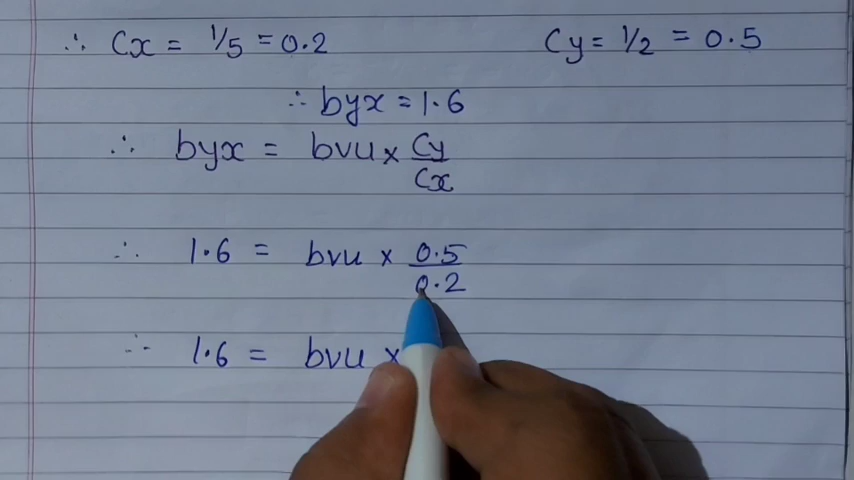 ∴ Cx = 1/5 = 0.2 Cy = 1/2 = 0.5
∴ byx = 1.6
∴ byx = bvu × Cy/Cx
∴ 1.6 = bvu × 0.5/0.2
∴ 1.6 = bvu ×